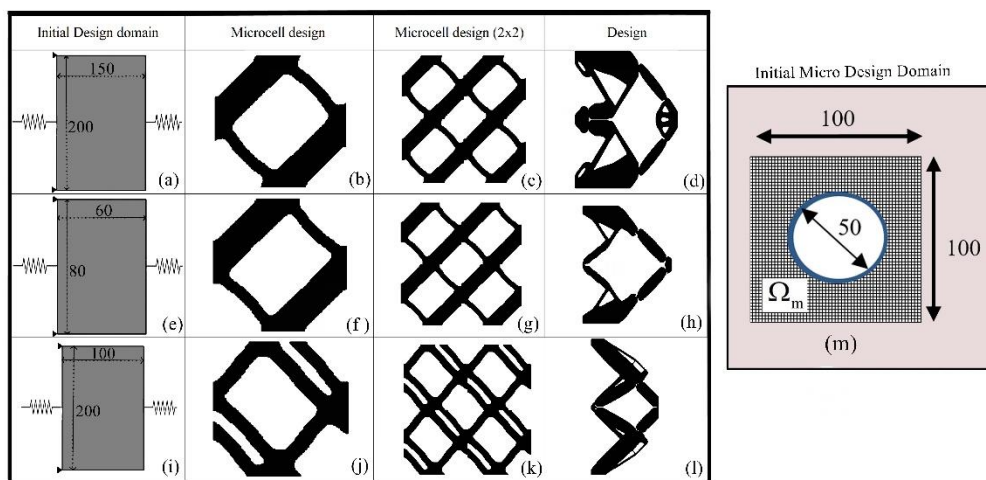 Initial Design domain
Microcell design
Microcell design (2x2)
Design
150
200
(a)
(b)
(c)
(d)
60
80
(e)
(f)
(g)
(h)
100
200
(i)
(j)
(k)
(l)
Initial Micro Design Domain
100
50
100
Ωm
(m)